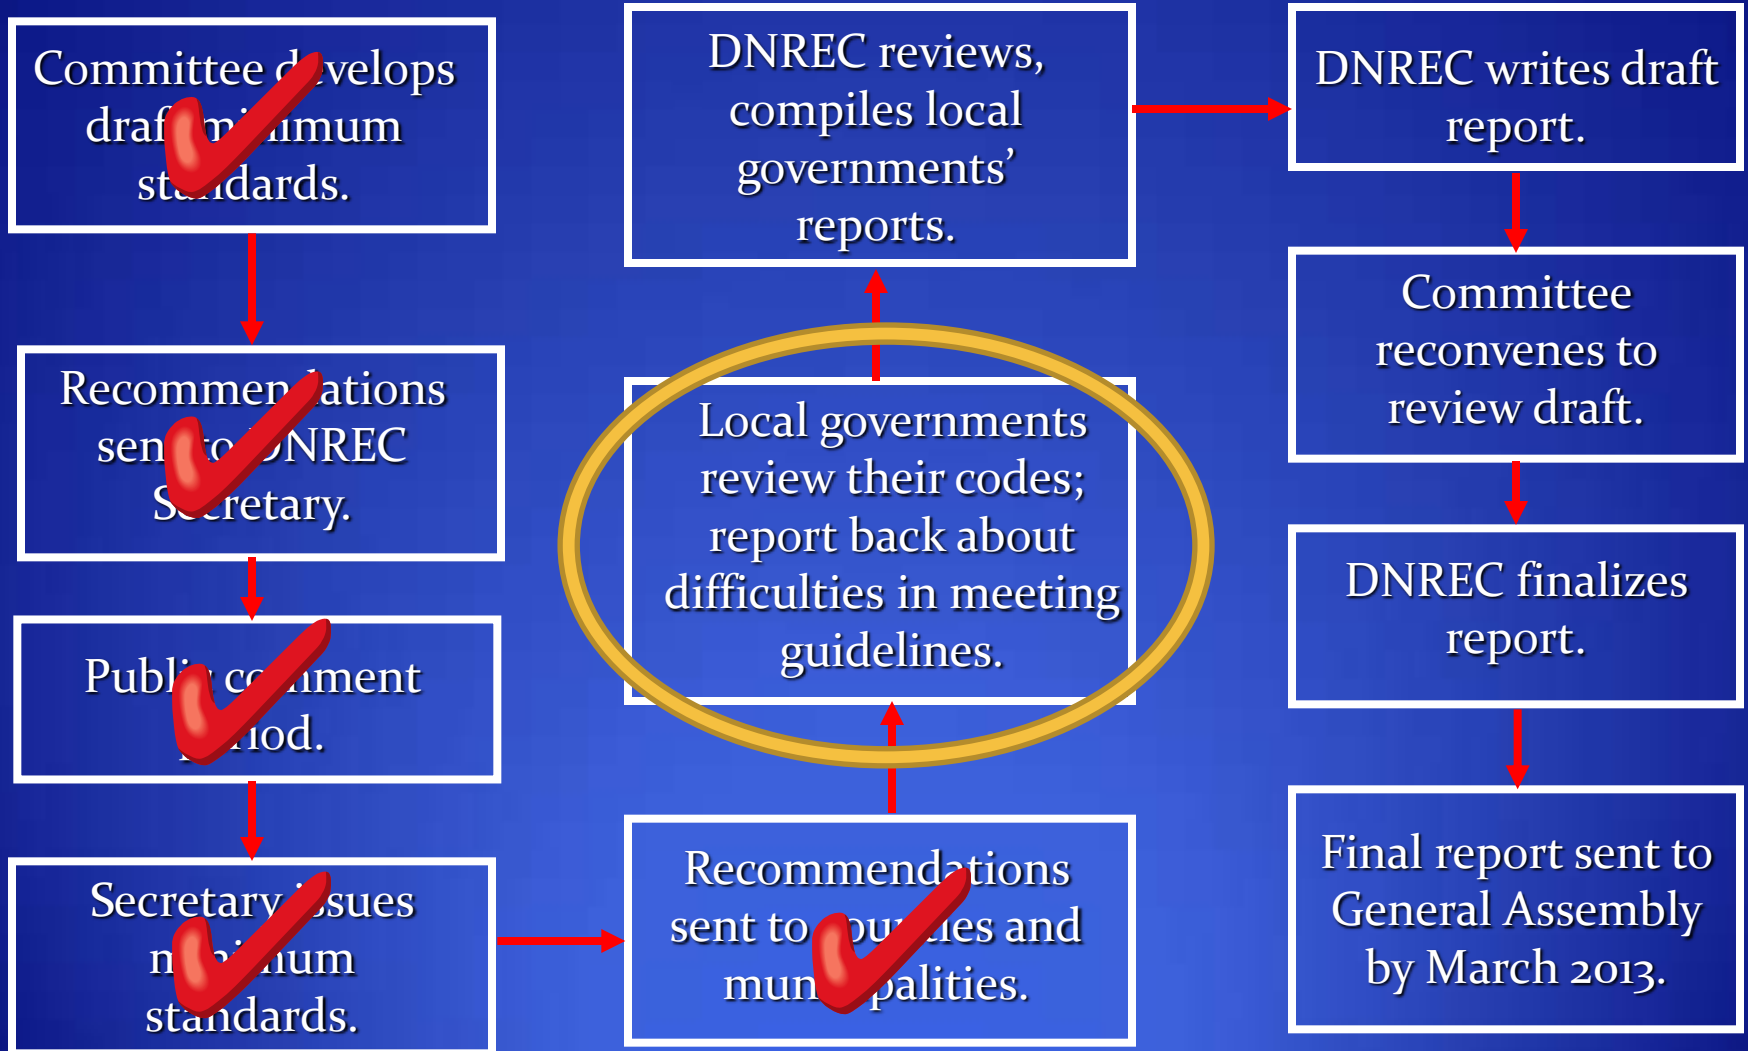 Committee develops
draft minimum
standards.
Recommendations
sent to DNREC
Secretary.
Public comment
period.
Secretary issues
minimum
standards.
Recommendations
sent to counties and
municipalities.
Local governments
review their codes;
report back about
difficulties in meeting
guidelines.
DNREC reviews,
compiles local
governments’
reports.
DNREC writes draft
report.
Committee
reconvenes to
review draft.
DNREC finalizes
report.
Final report sent to
General Assembly
by March 2013.